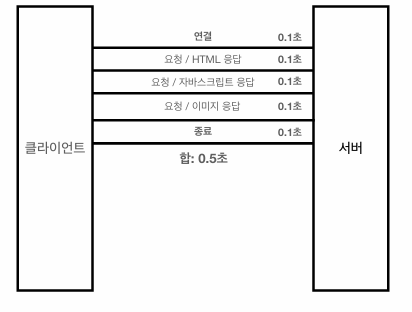 연결 0.1초
요청 / HTML 응답 0.1초
요청 / 자바스크립트 응답 0.1초
요청 / 이미지 응답 0.1초
종료 0.1초
클라이언트
서버
합: 0.5초